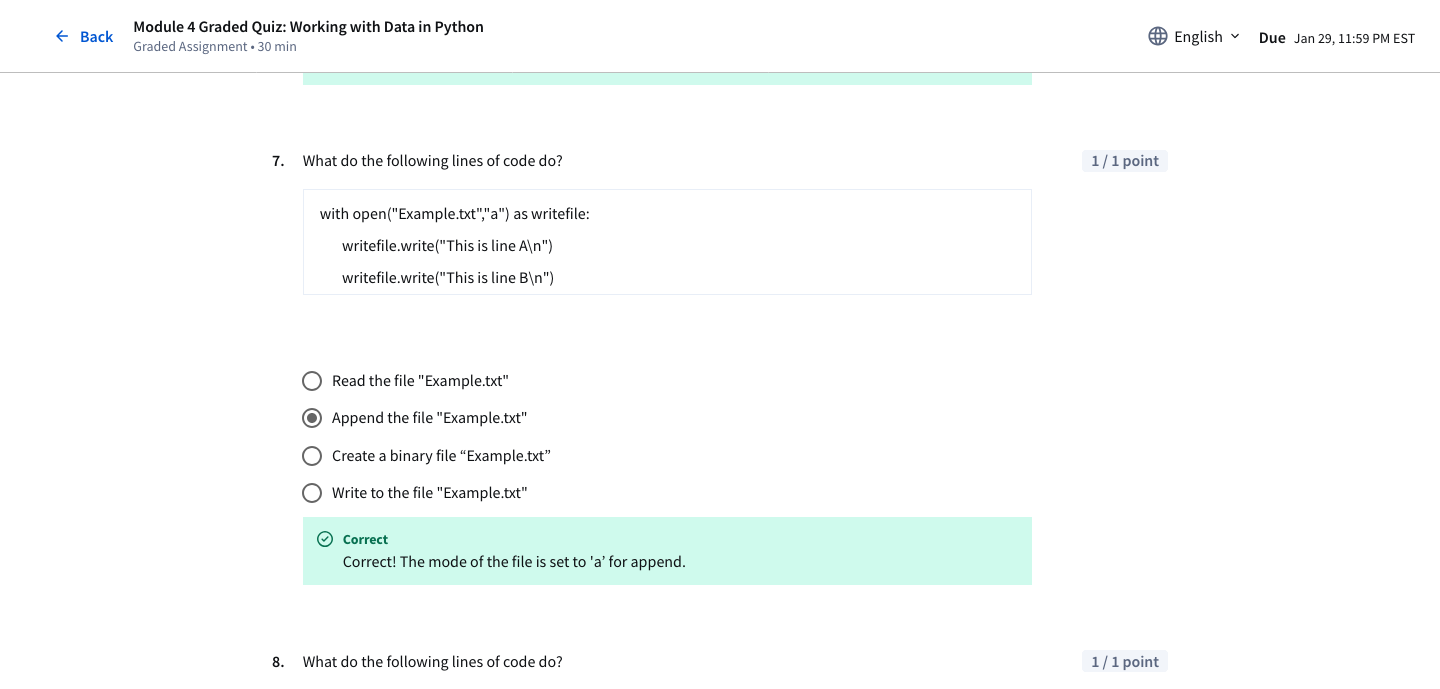 Back
Module 4 Graded Quiz: Working with Data in Python
Graded Assignment • 30 min
English
Due Jan 29, 11:59 PM EST
7. What do the following lines of code do?
1 / 1 point
with open("Example.txt","a") as writefile:
writefile.write("This is line A\n")
writefile.write("This is line B\n")
Read the file "Example.txt"
Append the file "Example.txt"
Create a binary file “Example.txt”
Write to the file "Example.txt"
Correct
Correct! The mode of the file is set to 'a’ for append.
8. What do the following lines of code do?
1 / 1 point